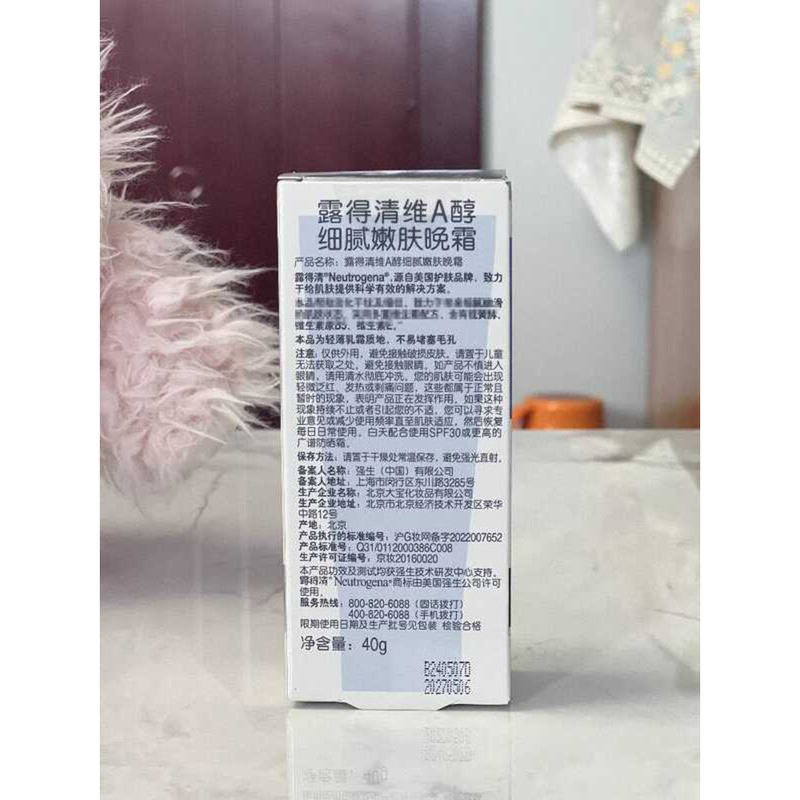 露得清维A醇
细腻嫩肤晚霜
产品名称：露得清维A醇细腻嫩肤晚霜
露得清®Neutrogena®，源自美国护肤品牌，致力
于给肌肤提供科学有效的解决方案。
维生素原B5、维生素E。
本品为轻薄乳霜质地，不易堵塞毛孔
注意：仅供外用，避免接触破损皮肤。请置于儿童
无法获取之处，避免接触眼睛，如产品不慎进入
眼睛，请用清水彻底冲洗。您的肌肤可能会出现
轻微泛红、发热或刺痛问题，这些都属于正常且
暂时的现象，表明产品正在发挥作用。如果这种
现象持续不止或者引起您的不适，您可以寻求专
业意见或减少使用频率直至肌肤适应，然后恢复
每日日常使用。白天配合使用SPF30或更高的
广谱防晒霜。
保存方法：请置于干燥处常温保存，避免强光直射。
备案人名称：强生（中国）有限公司
备案人地址：上海市闵行区东川路3285号
生产企业名称：北京大宝化妆品有限公司
生产企业地址：北京市北京经济技术开发区荣华
中路12号
产地：北京
产品执行的标准编号：沪G妆网备字2022007652
产品标准号：Q31/0112000386C008
生产许可证编号：京妆20160020
本产品功效及测试均获强生技术研发中心支持。
露得清®Neutrogena®商标由美国强生公司许可
使用。
服务热线：800-820-6088（固话拨打）
400-820-6088（手机拨打）
限期使用日期及生产批号见包装 检验合格
净含量：40g
B240507D
20270506